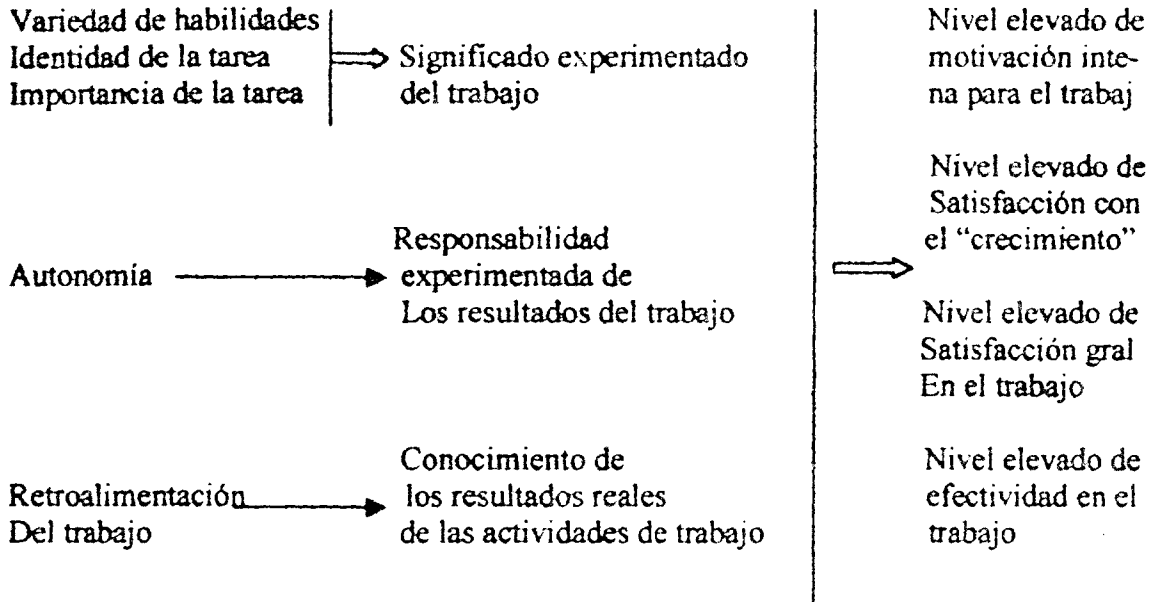 Variedad de habilidades
Identidad de la tarea
Importancia de la tarea
Significado experimentado
del trabajo
Autonomía
Responsabilidad
experimentada de
Los resultados del trabajo
Retroalimentación
Del trabajo
Conocimiento de
los resultados reales
de las actividades de trabajo
Nivel elevado de
motivación inte-
na para el trabaj
Nivel elevado de
Satisfacción con
el “crecimiento”
Nivel elevado de
Satisfacción gral
En el trabajo
Nivel elevado de
efectividad en el
trabajo